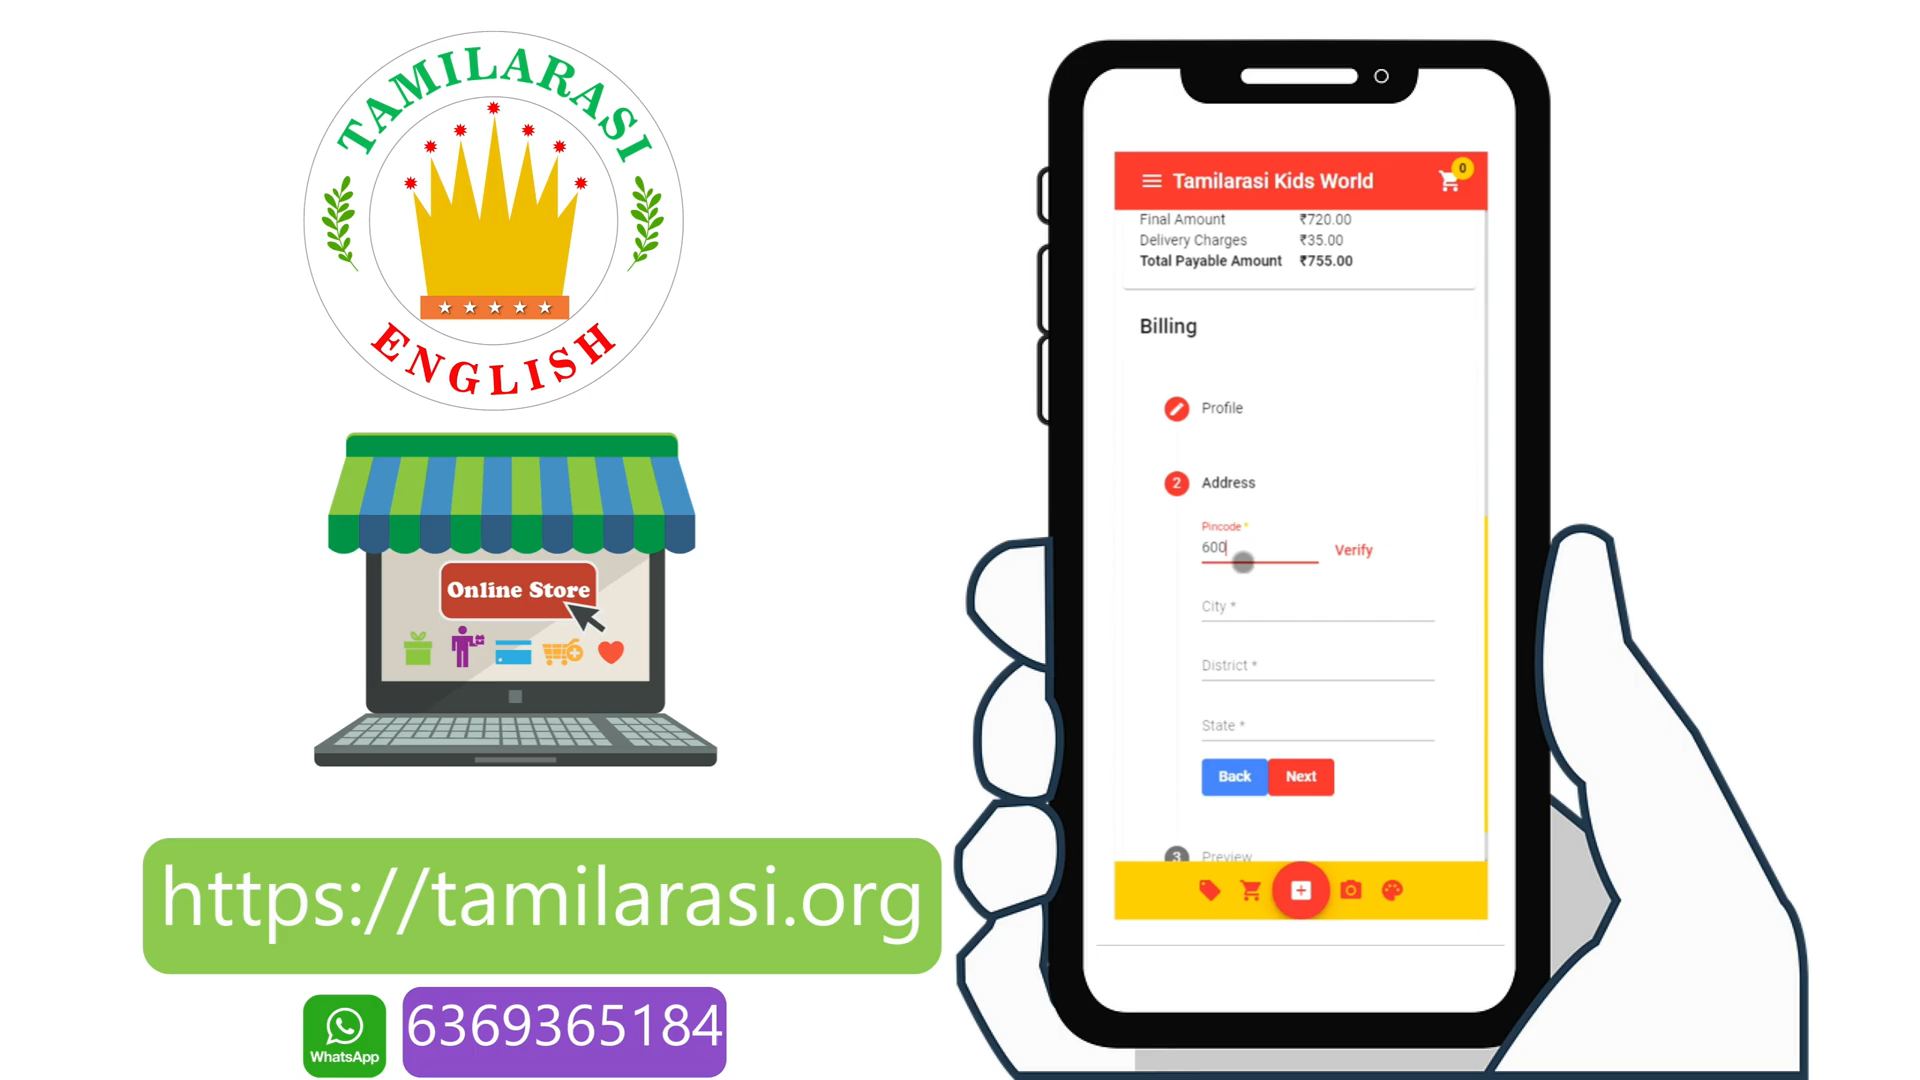 TAMILARASI
ENGLISH
Online Store
https://tamilarasi.org
WhatsApp
6369365184
Tamilarasi Kids World
0
Final Amount ₹720.00
Delivery Charges ₹35.00
Total Payable Amount ₹755.00
Billing
Profile
2 Address
Pincode *
600
Verify
City *
District *
State *
Back Next
3 Preview